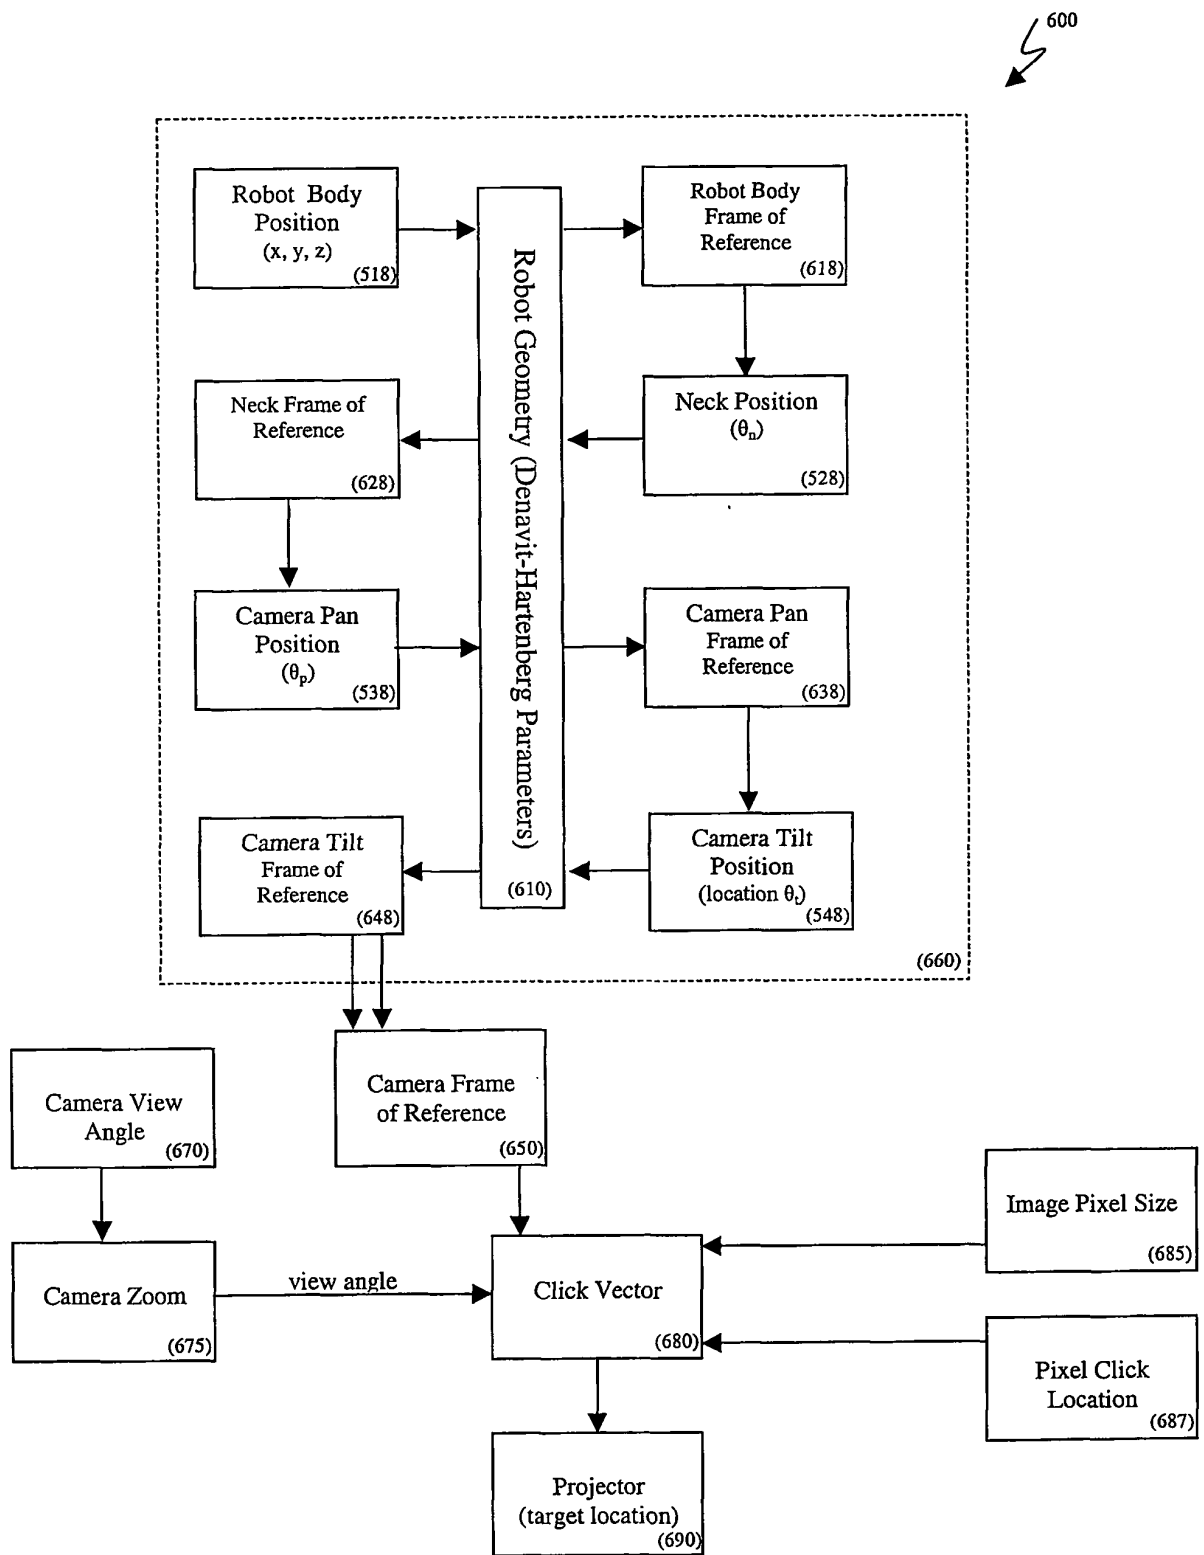 600
Robot Body
Position
(x, y, z)
(518)
Robot Body
Frame of
Reference
(618)
Robot Geometry (Denavit-Hartenberg Parameters)
(610)
Neck Frame of
Reference
(628)
Neck Position
(θn)
(528)
Camera Pan
Position
(θp)
(538)
Camera Pan
Frame of
Reference
(638)
Camera Tilt
Frame of
Reference
(648)
Camera Tilt
Position
(location θt)
(548)
(660)
Camera View
Angle
(670)
Camera Frame
of Reference
(650)
Image Pixel Size
(685)
Camera Zoom
(675)
view angle
Click Vector
(680)
Pixel Click
Location
(687)
Projector
(target location)
(690)